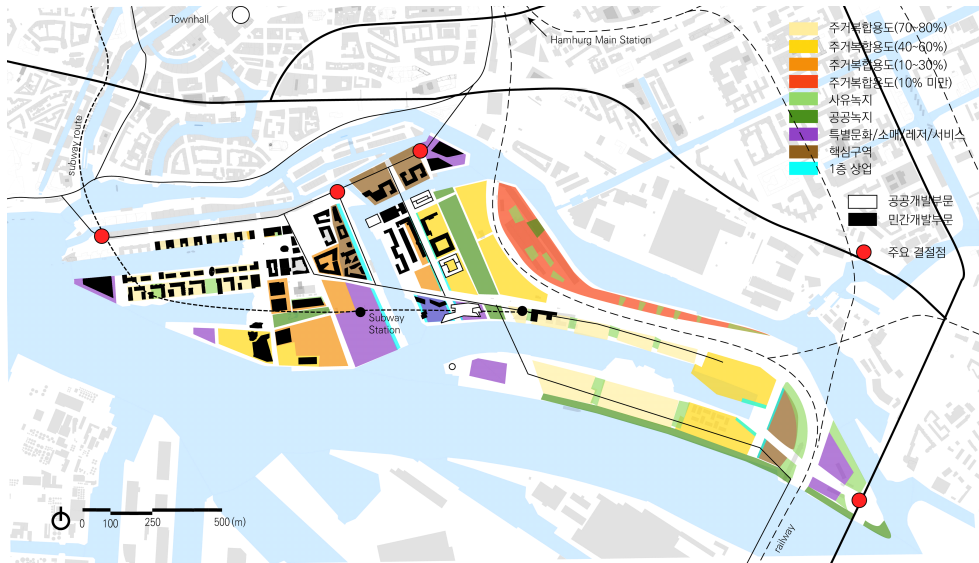 Townhall
Hamhurg Main Station
subway route
주거복합용도(70~80%)
주거복합용도(40~60%)
주거복합용도(10~30%)
주거복합용도(10% 미만)
사유녹지
공공녹지
특별문화/소매/레저/서비스
핵심구역
1층 상업
공공개발부문
민간개발부문
주요 결절점
Subway
Station
railway
0 100 250 500 (m)